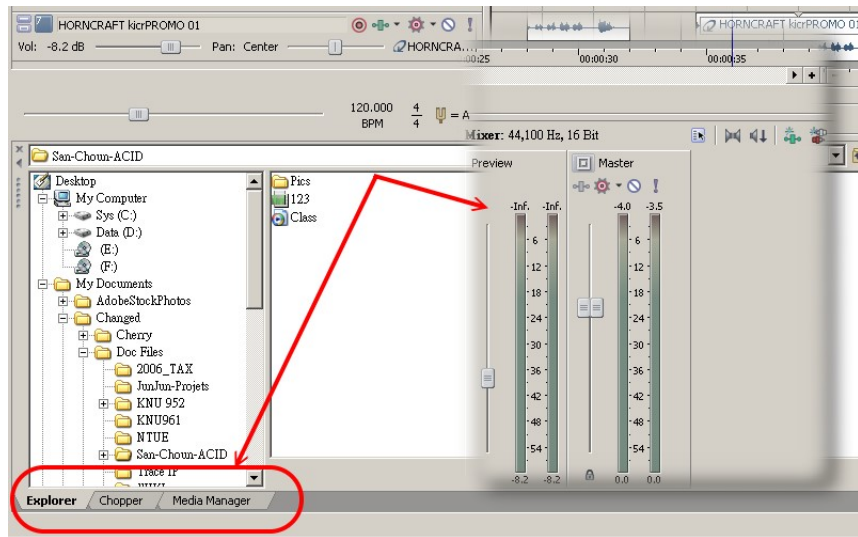 7 HORNCRAFT kicrPROMO 01
HORNCRAFT kicrPROMO 01
Vol: -8.2 dB Pan: Center HORNCRA...
:00:25 00:00:30 00:00:35
120.000 4
BPM 4 = A
Mixer: 44,100 Hz, 16 Bit
San-Choun-ACID
Preview Master
Desktop
My Computer
Sys (C:)
Data (D:)
(E:)
(F:)
My Documents
AdobeStockPhotos
Changed
Cherry
Doc Files
2006_TAX
JunJun-Projets
KNU 952
KNU961
NTUE
San-Choun-ACID
Trace IP
Pics
123
Class
-Inf. -Inf. -4.0 -3.5
6 6
12 12
18 18
24 24
30 30
36 36
42 42
48 48
54 54
-8.2 -8.2 0.0 0.0
Explorer Chopper Media Manager